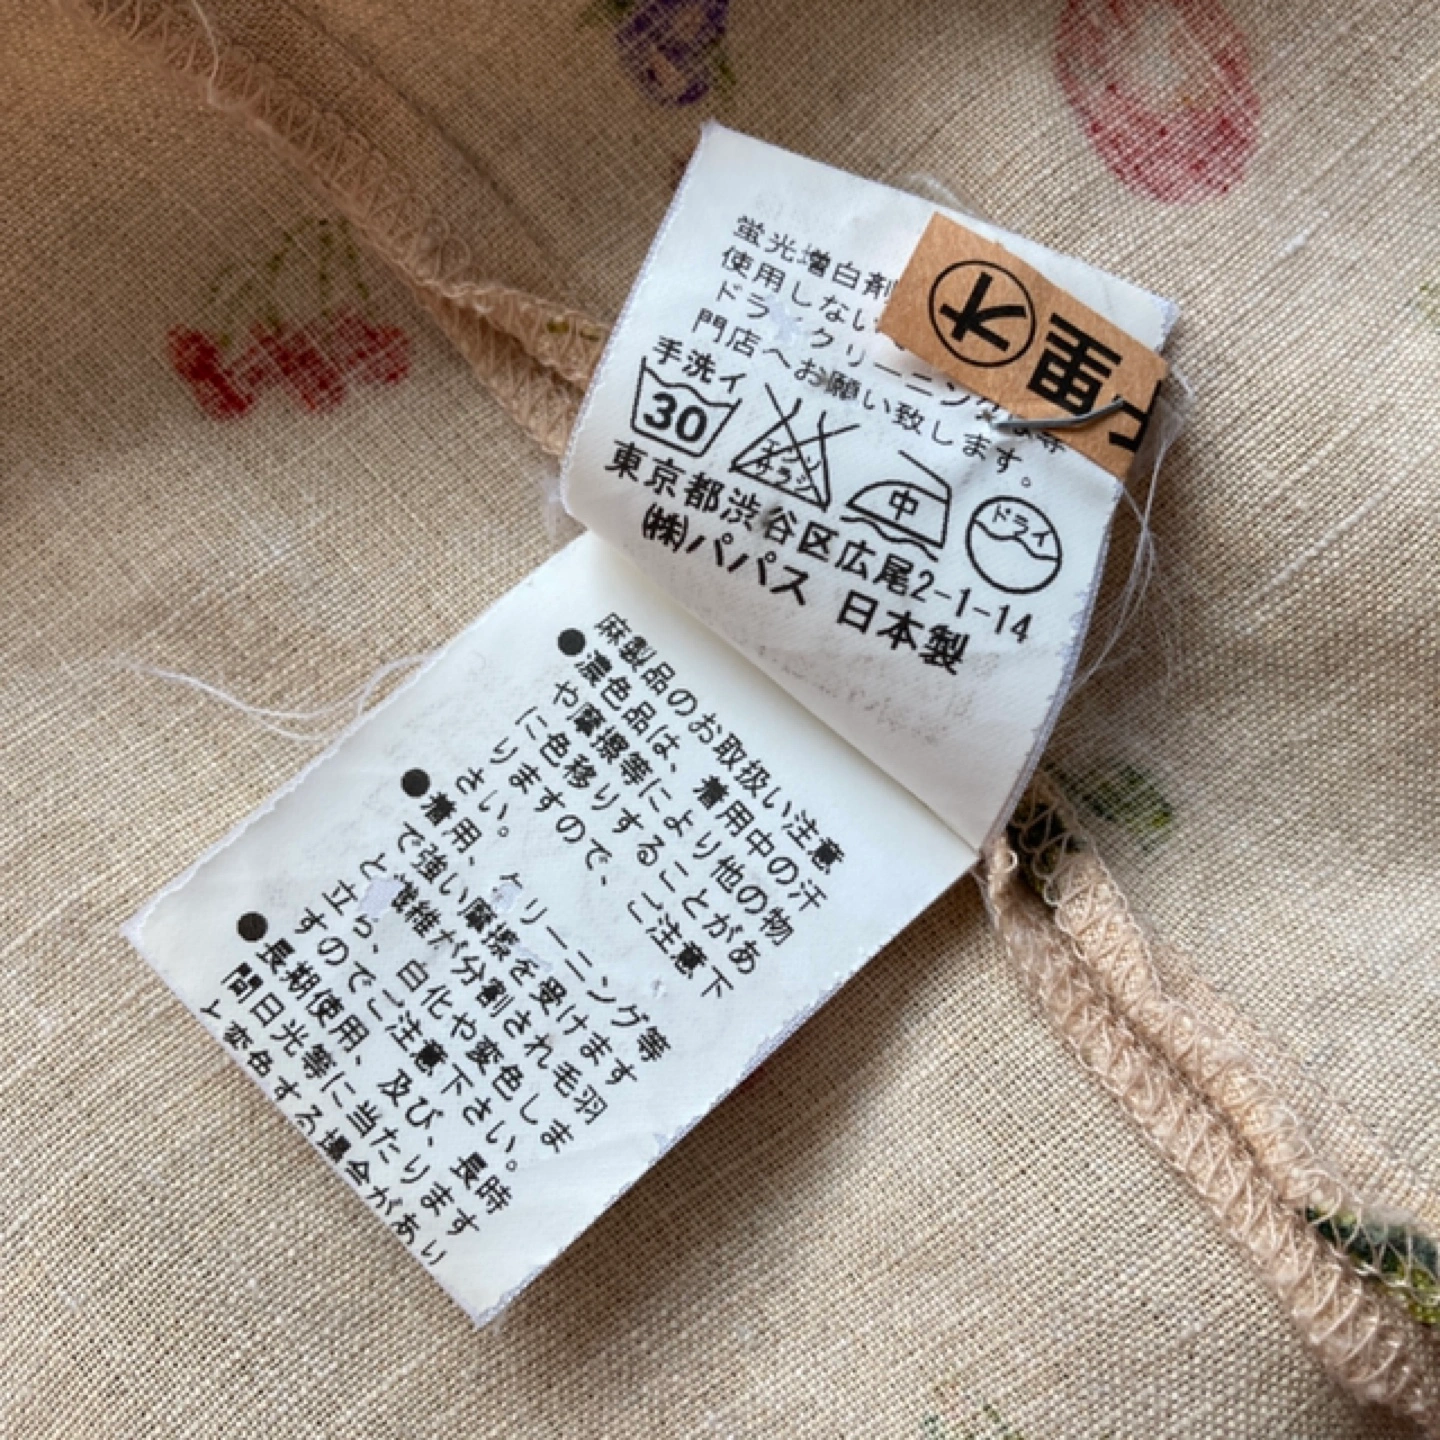 蛍光増白剤
使用しない
ドライクリーニングは専
門店へお願い致します。
手洗イ
30
エンソ
サラシ
中
ドライ
東京都渋谷区広尾2-1-14
㈱パパス 日本製
麻製品のお取扱い注意
●濃色品は、着用中の汗
や摩擦等により他の物
に色移りすることがあ
りますので、ご注意下
さい。
●着用、クリーニング等
で強い摩擦を受けます
と繊維が分割され毛羽
立ち、白化や変色しま
すのでご注意下さい。
●長期使用、及び、長時
間日光等に当たります
と変色する場合があり